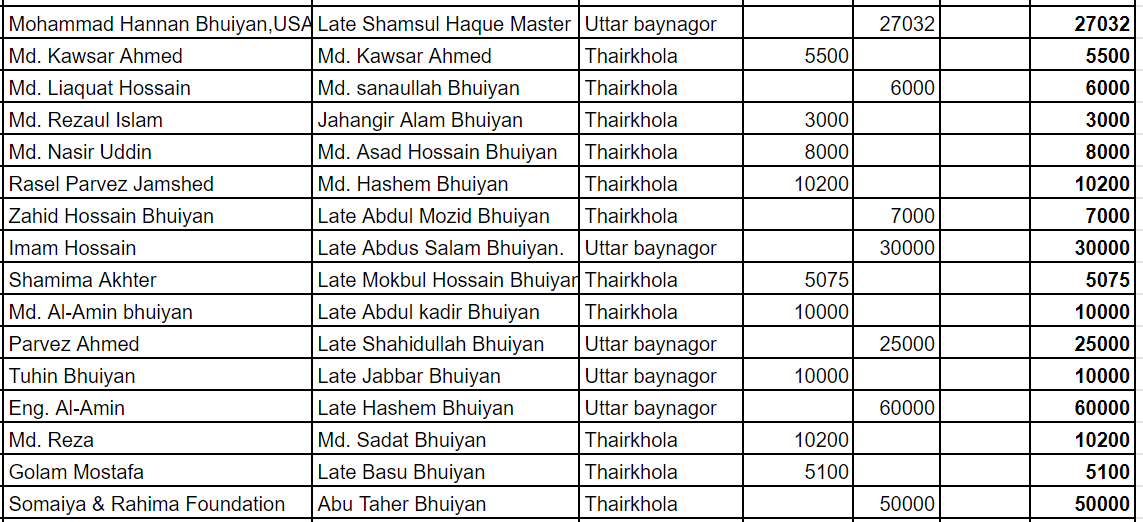 Mohammad Hannan Bhuiyan,USA Late Shamsul Haque Master Uttar baynagor 27032 27032
Md. Kawsar Ahmed Md. Kawsar Ahmed Thairkhola 5500 5500
Md. Liaquat Hossain Md. sanaullah Bhuiyan Thairkhola 6000 6000
Md. Rezaul Islam Jahangir Alam Bhuiyan Thairkhola 3000 3000
Md. Nasir Uddin Md. Asad Hossain Bhuiyan Thairkhola 8000 8000
Rasel Parvez Jamshed Md. Hashem Bhuiyan Thairkhola 10200 10200
Zahid Hossain Bhuiyan Late Abdul Mozid Bhuiyan Thairkhola 7000 7000
Imam Hossain Late Abdus Salam Bhuiyan. Uttar baynagor 30000 30000
Shamima Akhter Late Mokbul Hossain Bhuiyan Thairkhola 5075 5075
Md. Al-Amin bhuiyan Late Abdul kadir Bhuiyan Thairkhola 10000 10000
Parvez Ahmed Late Shahidullah Bhuiyan Uttar baynagor 25000 25000
Tuhin Bhuiyan Late Jabbar Bhuiyan Uttar baynagor 10000 10000
Eng. Al-Amin Late Hashem Bhuiyan Uttar baynagor 60000 60000
Md. Reza Md. Sadat Bhuiyan Thairkhola 10200 10200
Golam Mostafa Late Basu Bhuiyan Thairkhola 5100 5100
Somaiya & Rahima Foundation Abu Taher Bhuiyan Thairkhola 50000 50000